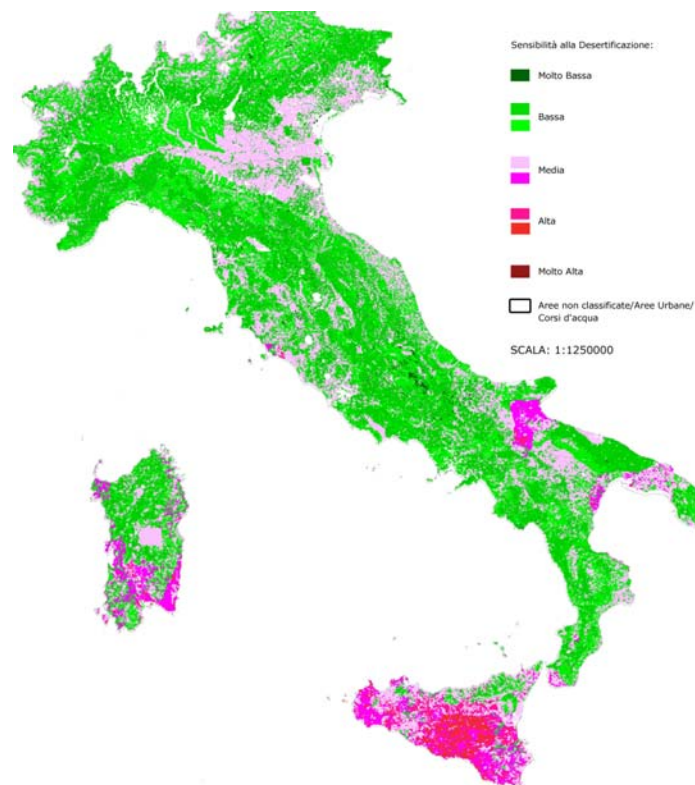 Sensibilità alla Desertificazione:
Molto Bassa
Bassa
Media
Alta
Molto Alta
Aree non classificate/Aree Urbane/
Corsi d'acqua
SCALA: 1:1250000